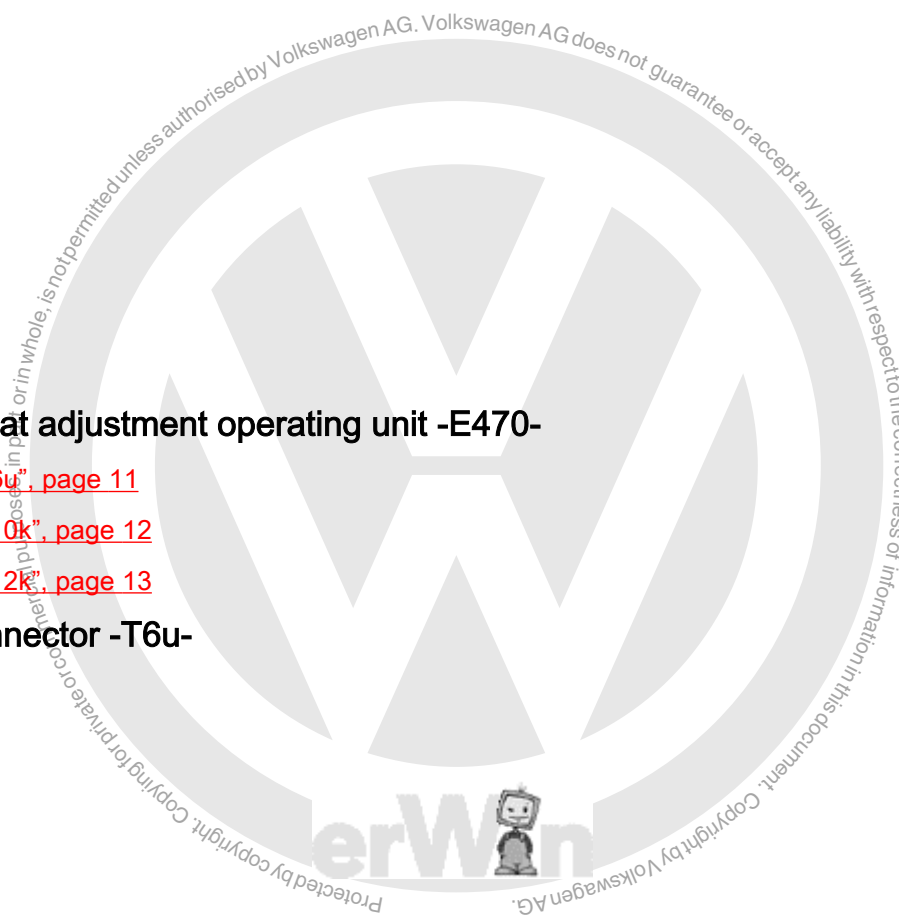 at adjustment operating unit -E470-
6u”, page 11
0k”, page 12
2k”, page 13
nnector -T6u-
Protected by copyright. Copying for private or commercial purposes, in part or in whole, is not permitted unless authorised by Volkswagen AG. Volkswagen AG does not guarantee or accept any liability with respect to the correctness of information in this document. Copyright by Volkswagen AG.
erWin